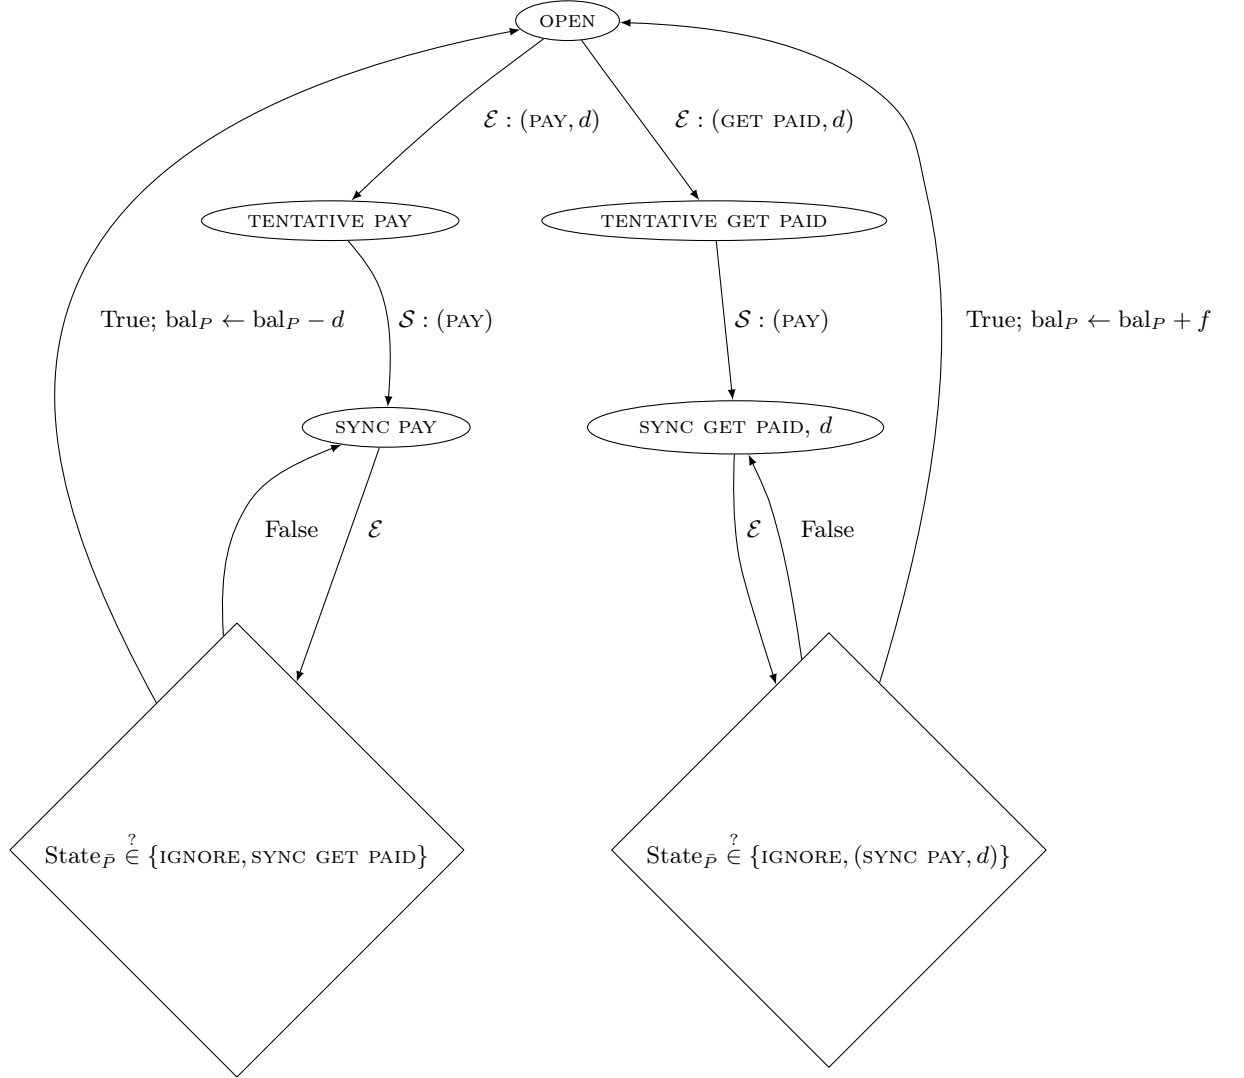 OPEN
ℰ : (PAY, d)
ℰ : (GET PAID, d)
TENTATIVE PAY
TENTATIVE GET PAID
True; bal_P ← bal_P − d
𝒮 : (PAY)
𝒮 : (PAY)
True; bal_P ← bal_P + f
SYNC PAY
SYNC GET PAID, d
False
ℰ
ℰ
False
State_P̄ ∈? {IGNORE, SYNC GET PAID}
State_P̄ ∈? {IGNORE, (SYNC PAY, d)}